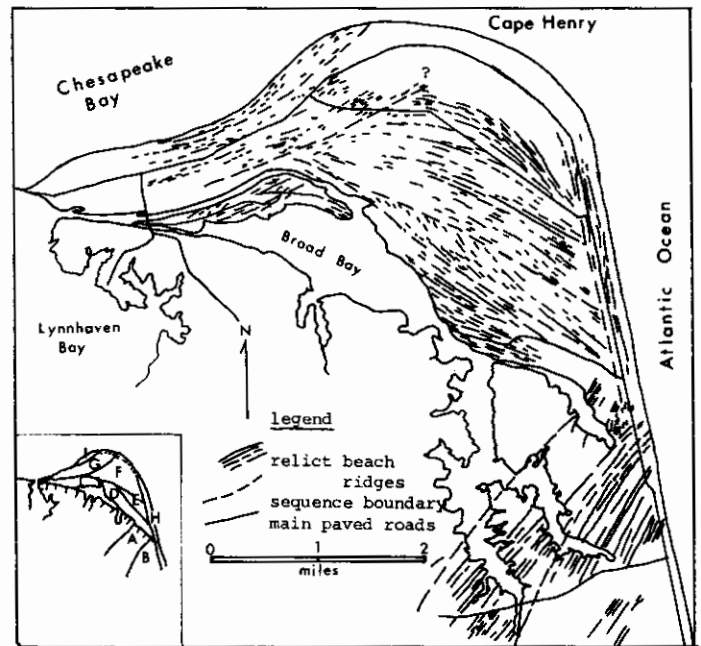 Cape Henry
Chesapeake
Bay
?
Broad Bay
Atlantic Ocean
Lynnhaven
Bay
N
legend
relict beach
ridges
sequence boundary
main paved roads
0 1 2
miles
G
F
D
E
H
A
B